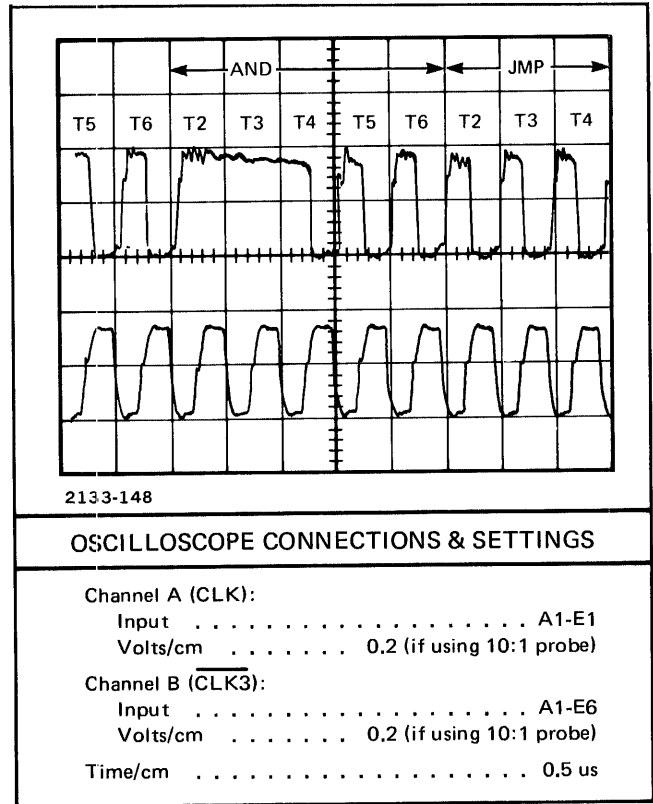 AND JMP
T5 T6 T2 T3 T4 T5 T6 T2 T3 T4
2133-148
OSCILLOSCOPE CONNECTIONS & SETTINGS
Channel A (CLK):
Input . . . . . . . . . . . . . . . . . . . A1-E1
Volts/cm . . . . . . . 0.2 (if using 10:1 probe)
Channel B (C̅L̅K̅3̅):
Input . . . . . . . . . . . . . . . . . . . A1-E6
Volts/cm . . . . . . . 0.2 (if using 10:1 probe)
Time/cm . . . . . . . . . . . . . . . . . . 0.5 us